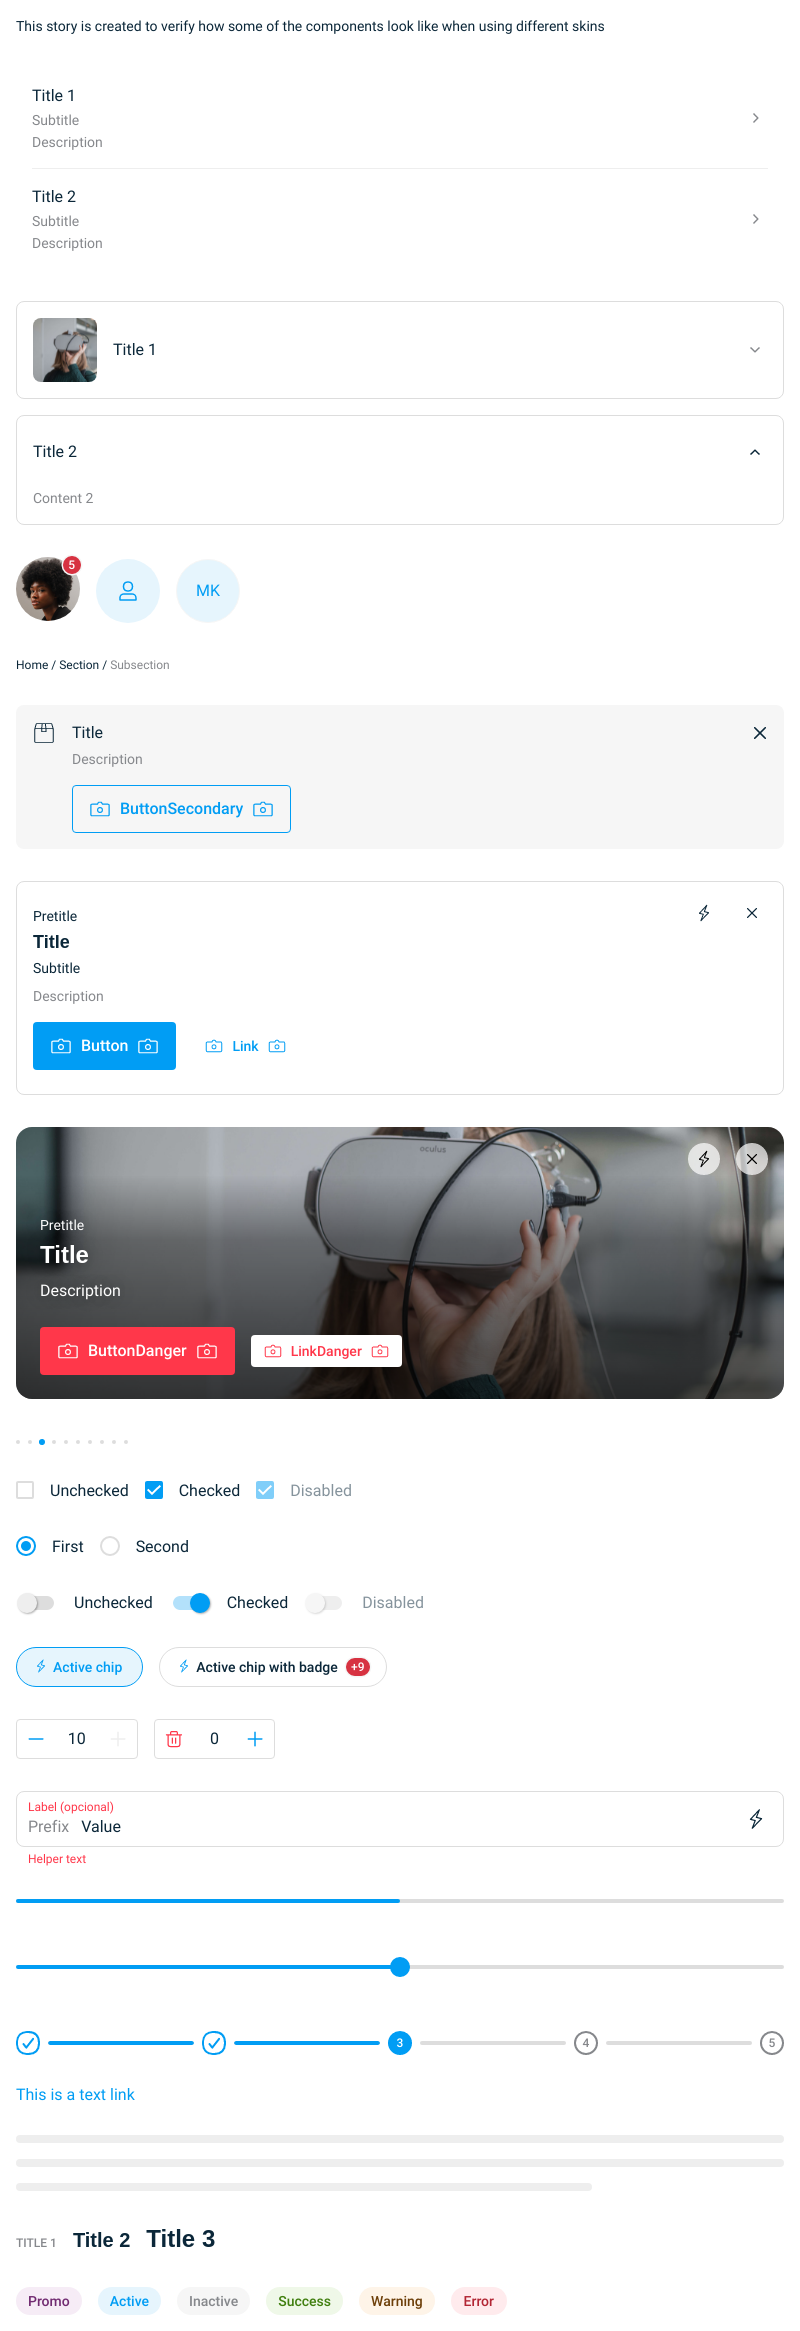 This story is created to verify how some of the components look like when using different skins
Title 1
Subtitle
Description
Title 2
Subtitle
Description
Title 1
Title 2
Content 2
5
MK
Home / Section / Subsection
Title
Description
ButtonSecondary
Pretitle
Title
Subtitle
Description
Button Link
oculus
Pretitle
Title
Description
ButtonDanger LinkDanger
Unchecked Checked Disabled
First Second
Unchecked Checked Disabled
Active chip Active chip with badge +9
10 0
Label (opcional)
Prefix Value
Helper text
3 4 5
This is a text link
TITLE 1 Title 2 Title 3
Promo Active Inactive Success Warning Error